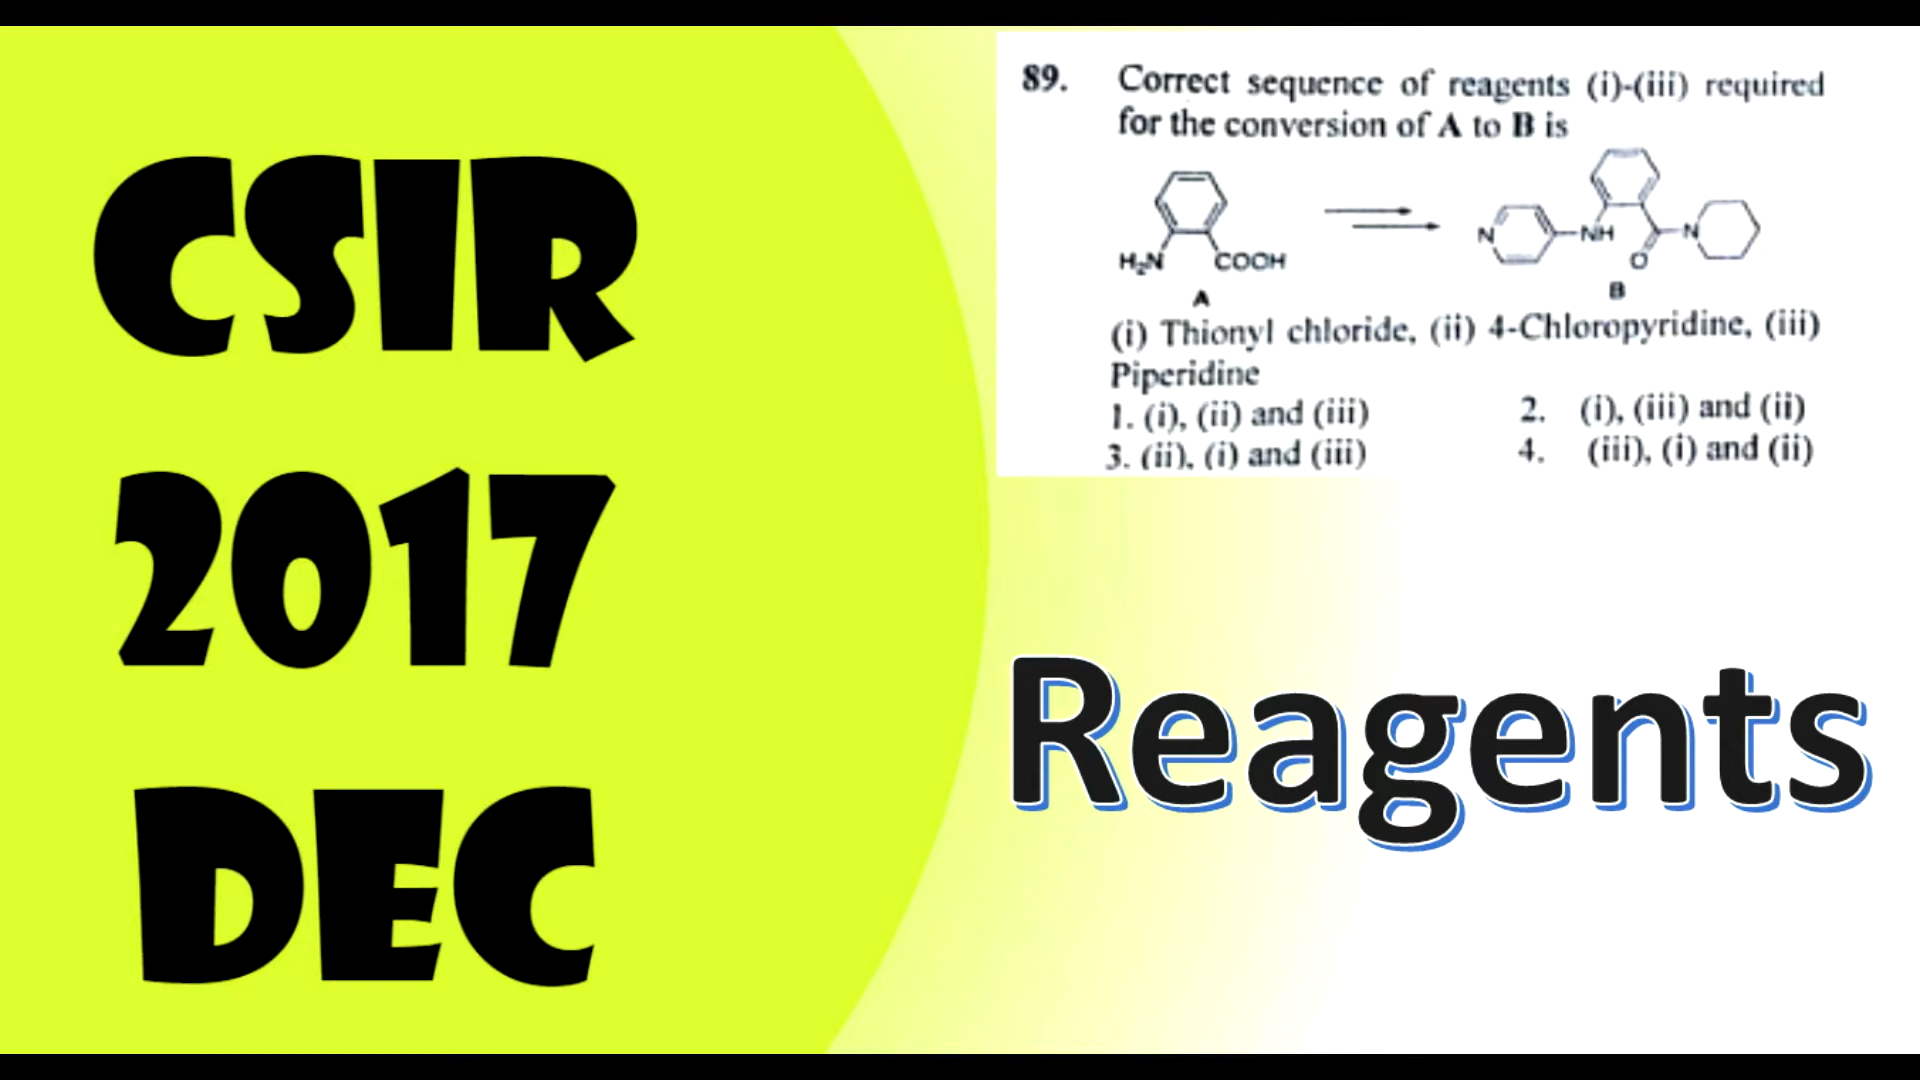 CSIR
2017
DEC
89. Correct sequence of reagents (i)-(iii) required
for the conversion of A to B is
H₂N COOH
A
N NH O N
B
(i) Thionyl chloride, (ii) 4-Chloropyridine, (iii)
Piperidine
1. (i), (ii) and (iii) 2. (i), (iii) and (ii)
3. (ii), (i) and (iii) 4. (iii), (i) and (ii)
Reagents